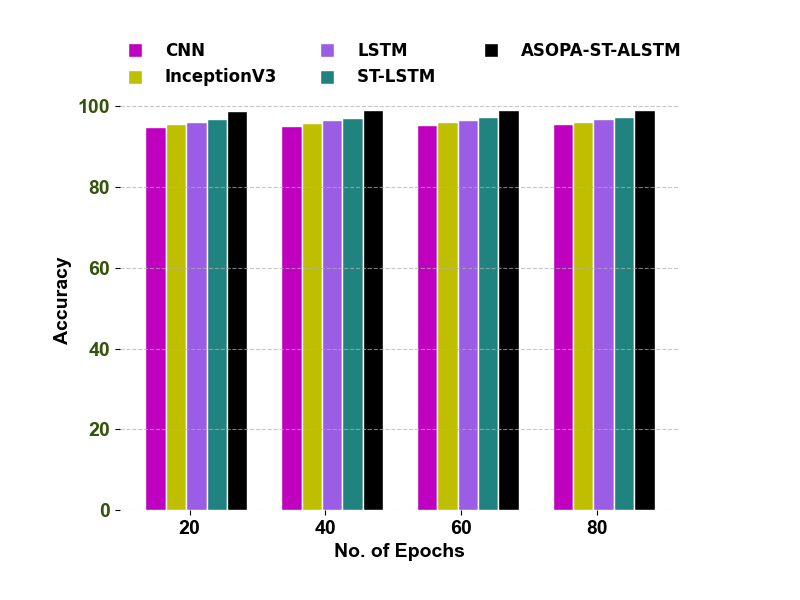 CNN LSTM ASOPA-ST-ALSTM
InceptionV3 ST-LSTM
100
80
60
40
20
0
Accuracy
20 40 60 80
No. of Epochs